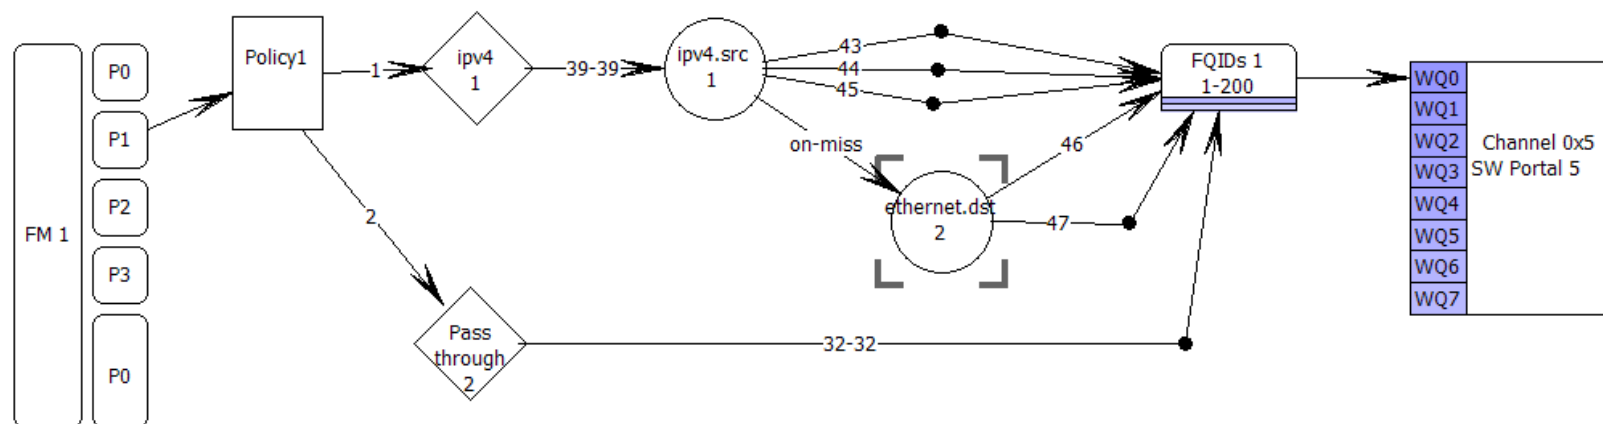 FM 1
P0
P1
P2
P3
P0
Policy1
1
2
ipv4
1
Pass
through
2
39-39
32-32
ipv4.src
1
43
44
45
on-miss
ethernet.dst
2
46
47
FQIDs 1
1-200
WQ0
WQ1
WQ2
WQ3
WQ4
WQ5
WQ6
WQ7
Channel 0x5
SW Portal 5